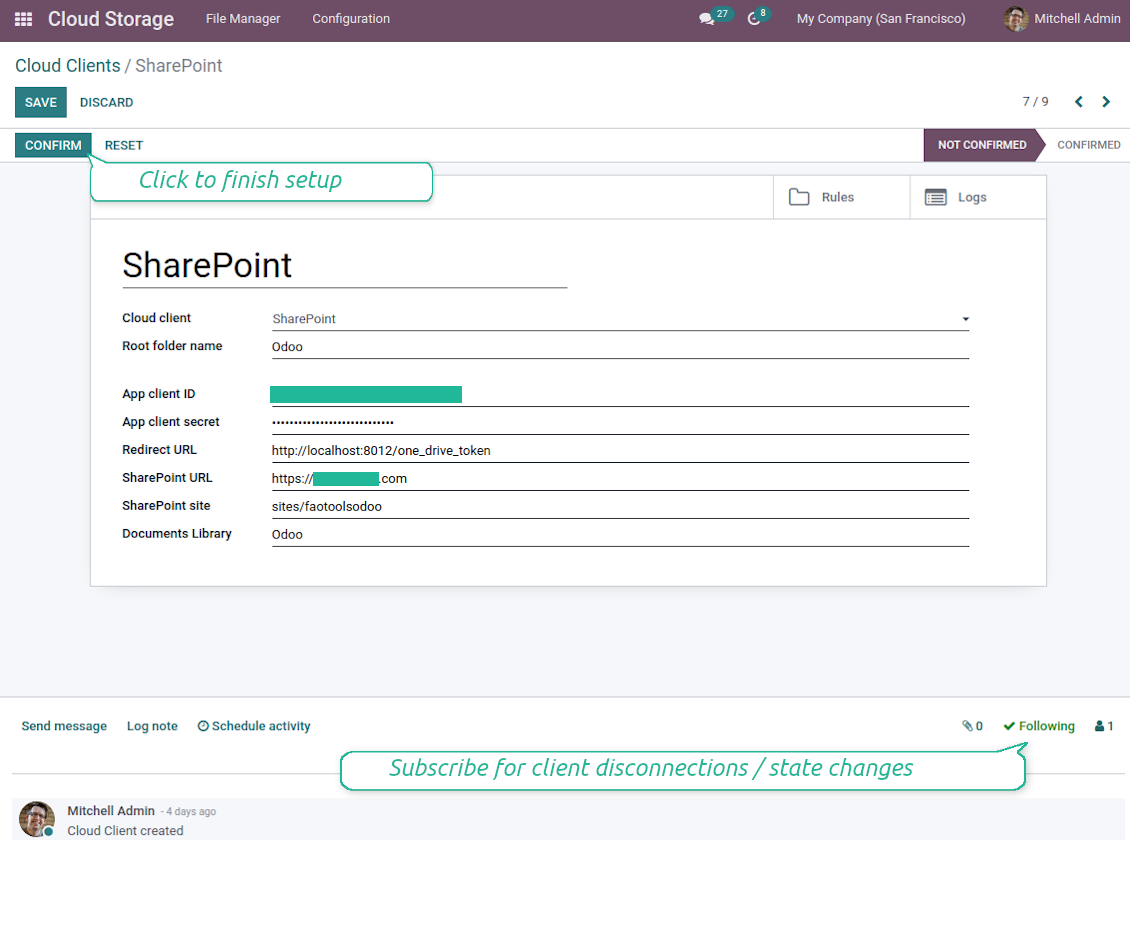 Cloud Storage File Manager Configuration 27 8 My Company (San Francisco) Mitchell Admin
Cloud Clients / SharePoint
SAVE DISCARD 7 / 9
CONFIRM RESET NOT CONFIRMED CONFIRMED
Click to finish setup
Rules Logs
SharePoint
Cloud client SharePoint
Root folder name Odoo
App client ID
App client secret ••••••••••••••••••••••••••••
Redirect URL http://localhost:8012/one_drive_token
SharePoint URL https:// .com
SharePoint site sites/faotoolsodoo
Documents Library Odoo
Send message Log note Schedule activity 0 Following 1
Subscribe for client disconnections / state changes
Mitchell Admin - 4 days ago
Cloud Client created